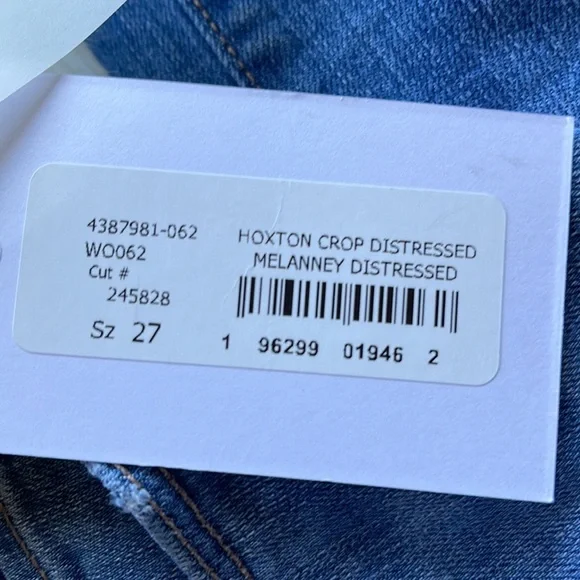 4387981-062
WO062
Cut #
245828
Sz 27
HOXTON CROP DISTRESSED
MELANNEY DISTRESSED
1 96299 01946 2